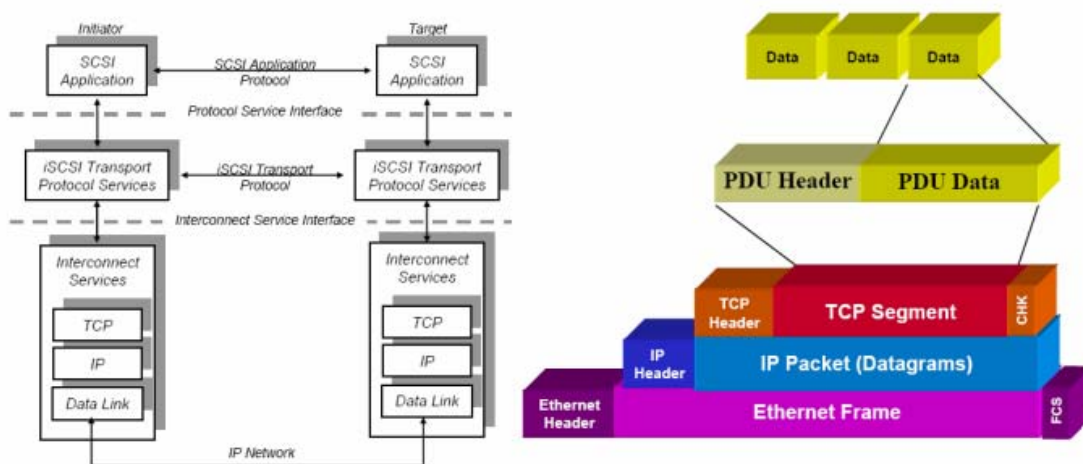 Initiator
Target
SCSI
Application
SCSI Application
Protocol
SCSI
Application
Protocol Service Interface
iSCSI Transport
Protocol Services
iSCSI Transport
Protocol
iSCSI Transport
Protocol Services
Interconnect Service Interface
Interconnect
Services
TCP
IP
Data Link
Interconnect
Services
TCP
IP
Data Link
IP Network
Data
Data
Data
PDU Header
PDU Data
TCP
Header
TCP Segment
CHK
IP
Header
IP Packet (Datagrams)
Ethernet
Header
Ethernet Frame
FCS